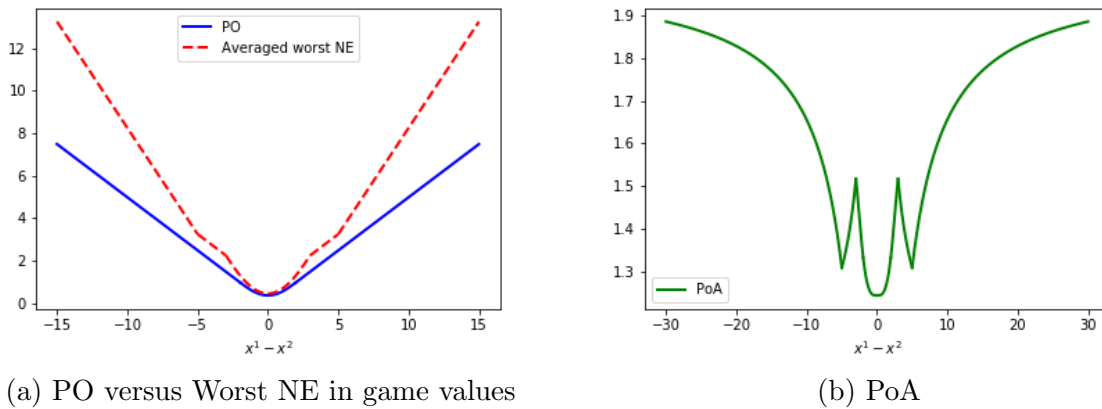 PO
Averaged worst NE
12
10
8
6
4
2
0
−15 −10 −5 0 5 10 15
x¹ − x²
(a) PO versus Worst NE in game values
1.9
1.8
1.7
1.6
1.5
1.4
1.3
PoA
−30 −20 −10 0 10 20 30
x¹ − x²
(b) PoA